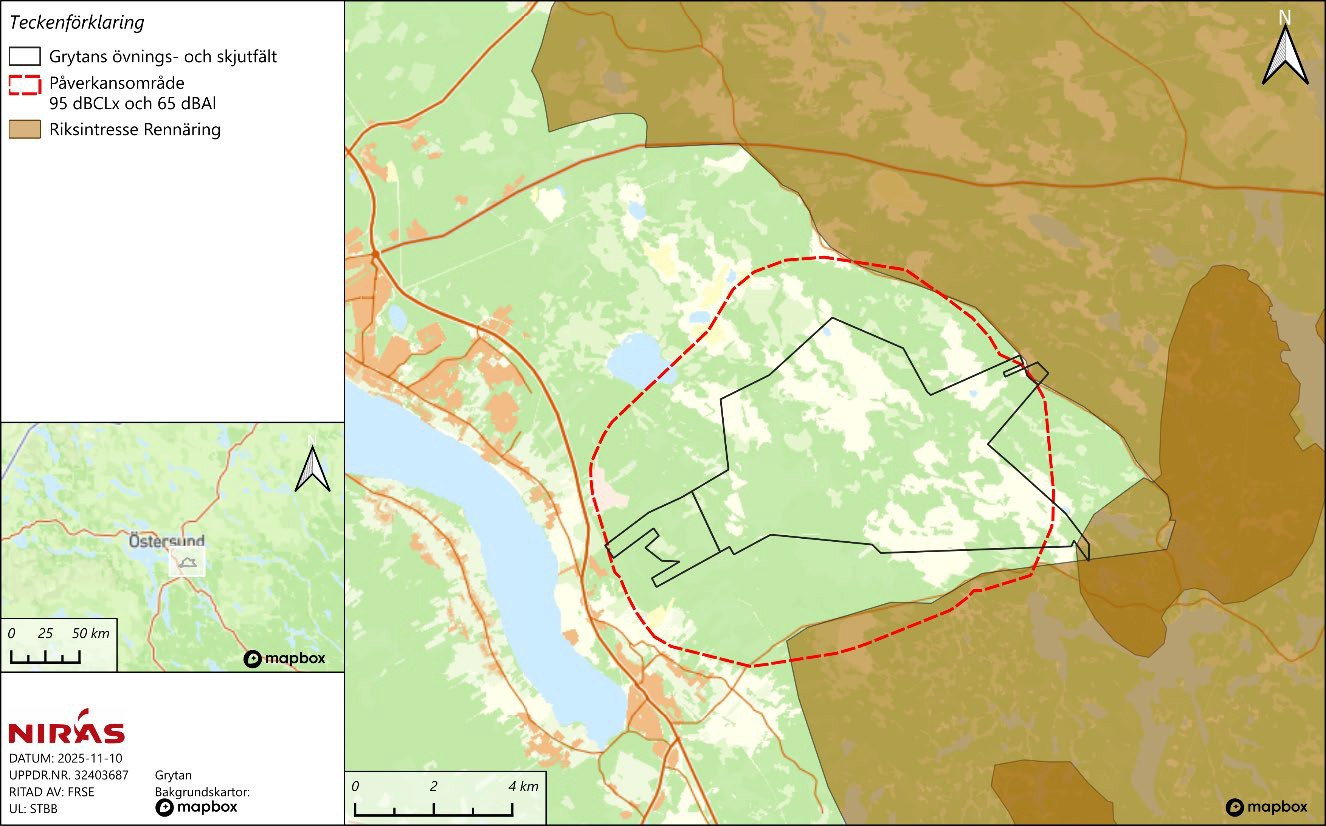 Teckenförklaring
Grytans övnings- och skjutfält
Påverkansområde
95 dBCLx och 65 dBAl
Riksintresse Rennäring
N
Östersund
0 25 50 km
mapbox
NIRAS
DATUM: 2025-11-10
UPPDR.NR. 32403687
RITAD AV: FRSE
UL: STBB
Grytan
Bakgrundskartor:
mapbox
0 2 4 km
mapbox